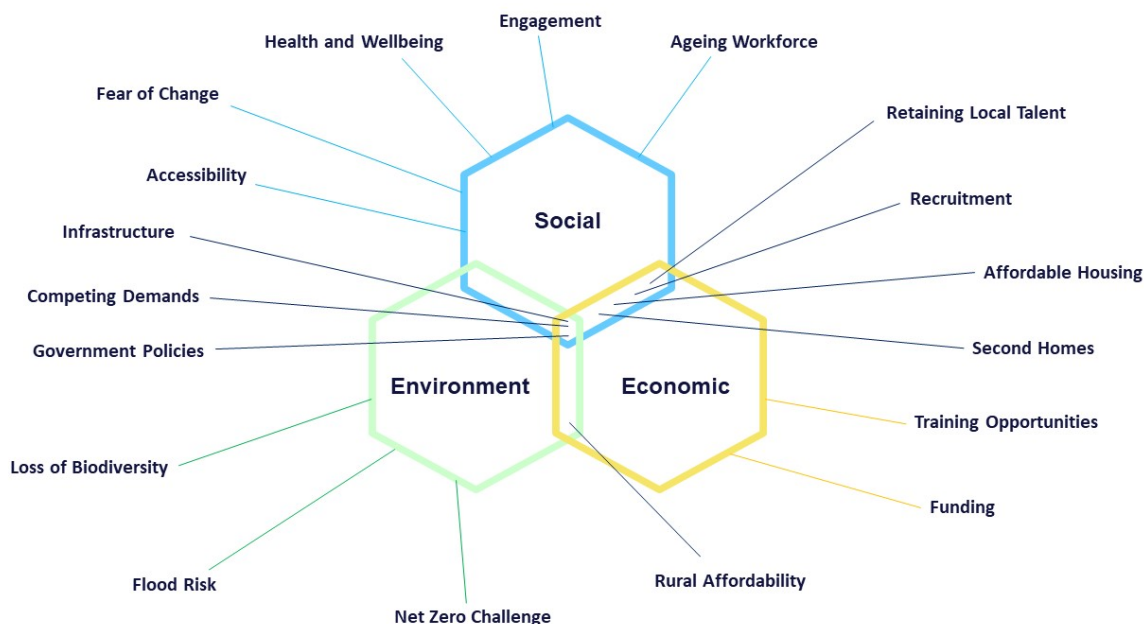 Engagement
Health and Wellbeing
Ageing Workforce
Fear of Change
Retaining Local Talent
Accessibility
Recruitment
Social
Infrastructure
Affordable Housing
Competing Demands
Government Policies
Second Homes
Environment
Economic
Training Opportunities
Loss of Biodiversity
Funding
Flood Risk
Rural Affordability
Net Zero Challenge